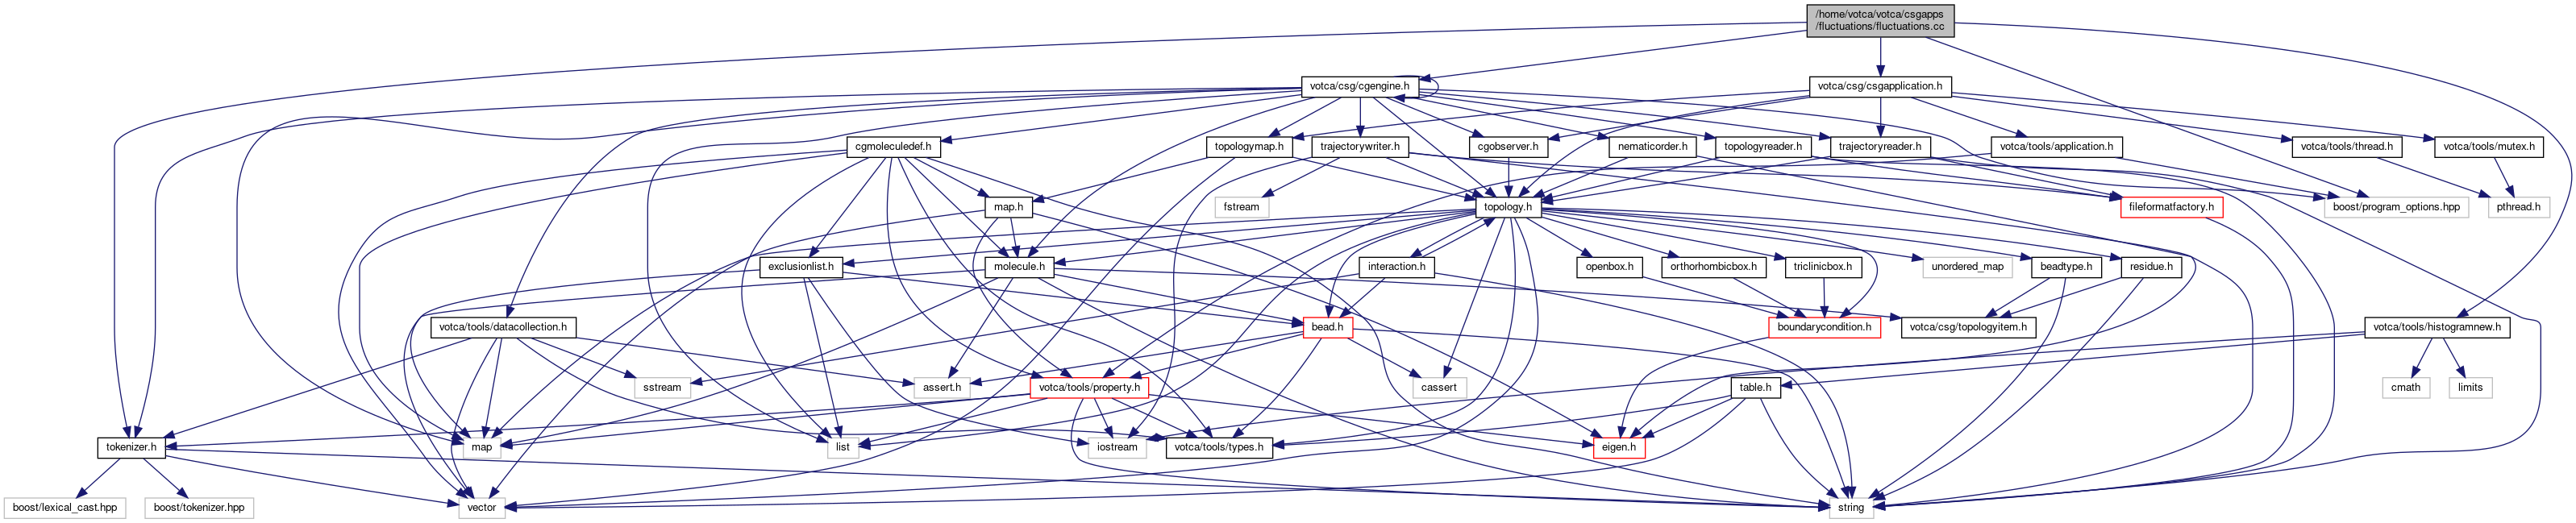 /home/votca/votca/csgapps
/fluctuations/fluctuations.cc
votca/csg/cgengine.h
votca/csg/csgapplication.h
cgmoleculedef.h
topologymap.h
trajectorywriter.h
cgobserver.h
nematicorder.h
topologyreader.h
trajectoryreader.h
votca/tools/application.h
votca/tools/thread.h
votca/tools/mutex.h
map.h
fstream
topology.h
fileformatfactory.h
boost/program_options.hpp
pthread.h
exclusionlist.h
molecule.h
interaction.h
openbox.h
orthorhombicbox.h
triclinicbox.h
unordered_map
beadtype.h
residue.h
votca/tools/datacollection.h
bead.h
boundarycondition.h
votca/csg/topologyitem.h
votca/tools/histogramnew.h
sstream
assert.h
votca/tools/property.h
cassert
table.h
cmath
limits
tokenizer.h
map
list
iostream
votca/tools/types.h
eigen.h
boost/lexical_cast.hpp
boost/tokenizer.hpp
vector
string